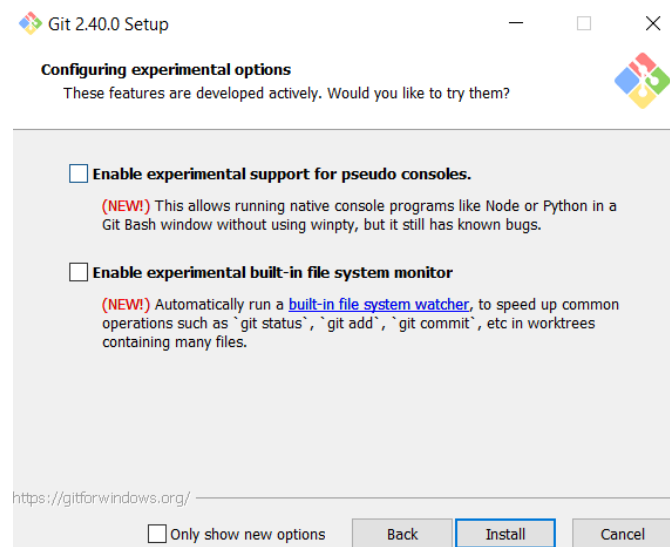 Git 2.40.0 Setup
Configuring experimental options
These features are developed actively. Would you like to try them?
Enable experimental support for pseudo consoles.
(NEW!) This allows running native console programs like Node or Python in a
Git Bash window without using winpty, but it still has known bugs.
Enable experimental built-in file system monitor
(NEW!) Automatically run a built-in file system watcher, to speed up common
operations such as `git status`, `git add`, `git commit`, etc in worktrees
containing many files.
https://gitforwindows.org/
Only show new options
Back
Install
Cancel